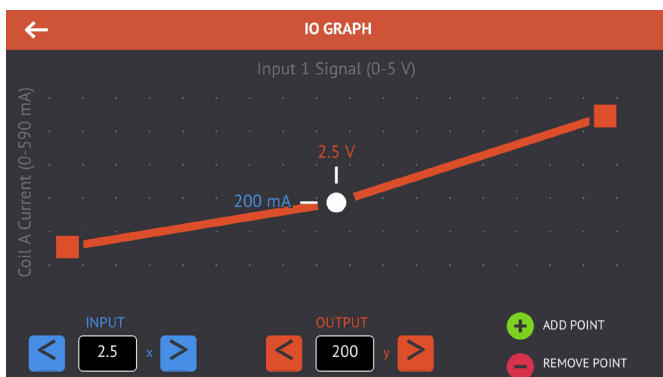 IO GRAPH
Input 1 Signal (0-5 V)
Coil A Current (0-590 mA)
2.5 V
200 mA
INPUT
2.5 x
OUTPUT
200 y
ADD POINT
REMOVE POINT